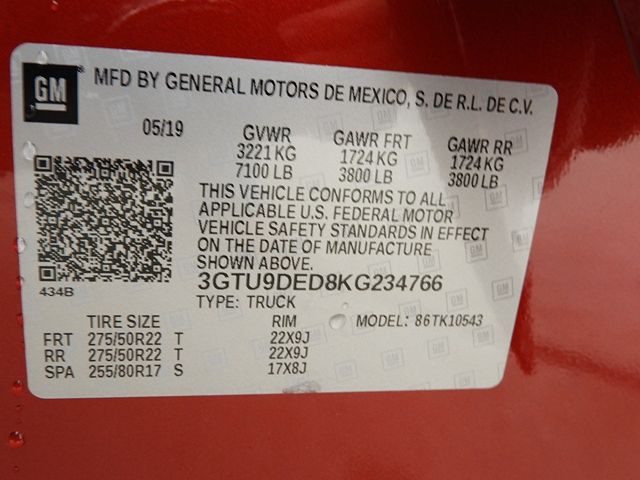 GM MFD BY GENERAL MOTORS DE MEXICO, S. DE R.L. DE C.V.
05/19 GVWR GAWR FRT GAWR RR
3221 KG 1724 KG 1724 KG
7100 LB 3800 LB 3800 LB
THIS VEHICLE CONFORMS TO ALL
APPLICABLE U.S. FEDERAL MOTOR
VEHICLE SAFETY STANDARDS IN EFFECT
ON THE DATE OF MANUFACTURE
SHOWN ABOVE.
434B 3GTU9DED8KG234766
TYPE: TRUCK
TIRE SIZE RIM MODEL: 86TK10543
FRT 275/50R22 T 22X9J
RR 275/50R22 T 22X9J
SPA 255/80R17 S 17X8J